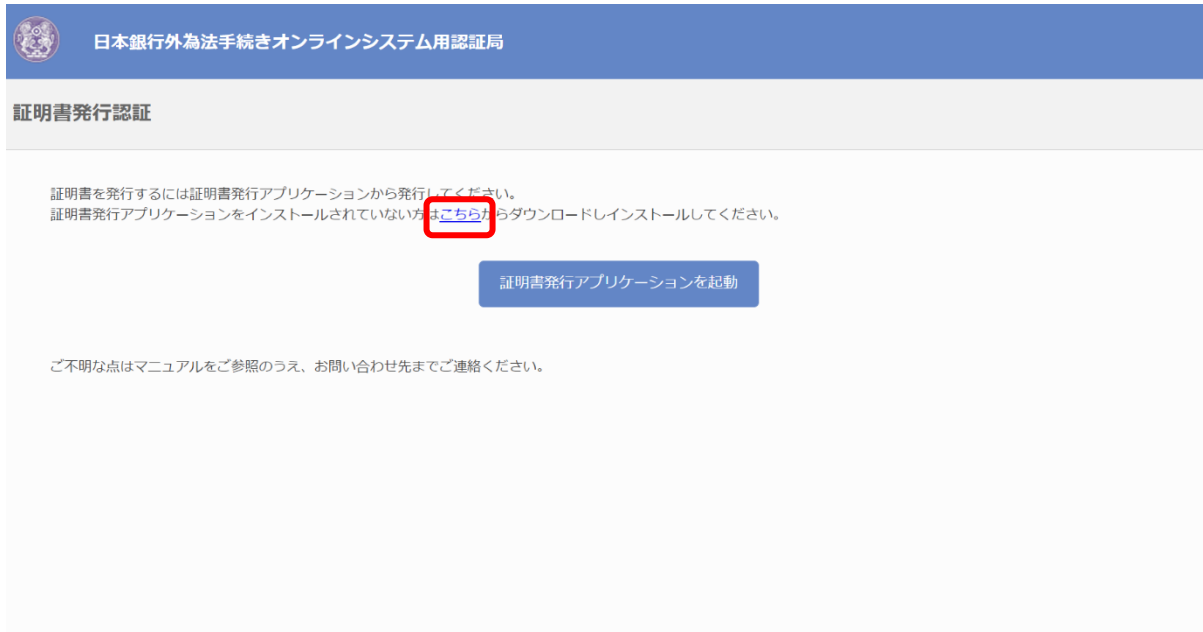 日本銀行外為法手続きオンラインシステム用認証局
証明書発行認証
証明書を発行するには証明書発行アプリケーションから発行してください。
証明書発行アプリケーションをインストールされていない方はこちらからダウンロードしインストールしてください。
証明書発行アプリケーションを起動
ご不明な点はマニュアルをご参照のうえ、お問い合わせ先までご連絡ください。